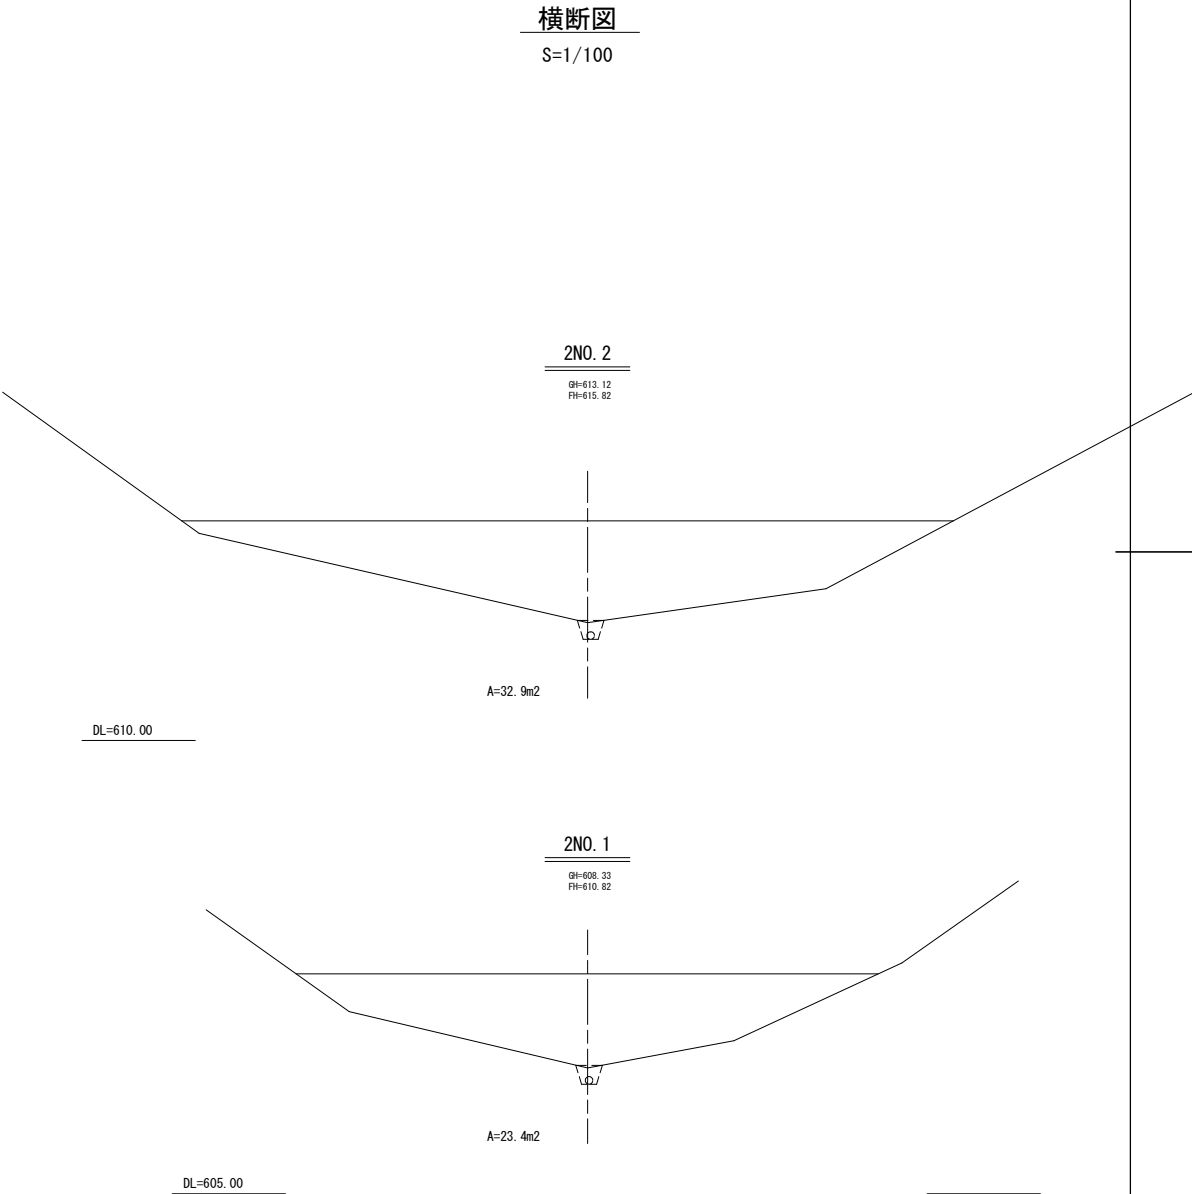 横断図
S=1/100
2NO.2
GH=613.12
FH=615.82
A=32.9m2
DL=610.00
2NO.1
GH=608.33
FH=610.82
A=23.4m2
DL=605.00